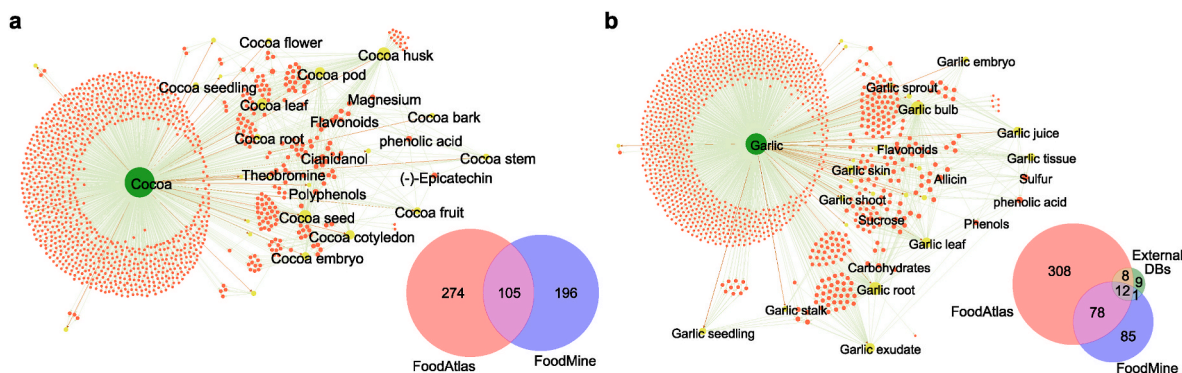 a
Cocoa flower
Cocoa husk
Cocoa pod
Cocoa seedling
Magnesium
Cocoa leaf
Flavonoids
Cocoa bark
Cocoa root
phenolic acid
Cianidanol
Cocoa stem
Theobromine
(-)-Epicatechin
Cocoa
Polyphenols
Cocoa fruit
Cocoa seed
Cocoa cotyledon
Cocoa embryo
274
105
196
FoodAtlas
FoodMine
b
Garlic embryo
Garlic sprout
Garlic bulb
Garlic juice
Garlic
Flavonoids
Garlic tissue
Garlic skin
Allicin
Sulfur
Garlic shoot
phenolic acid
Sucrose
Phenols
Garlic leaf
Carbohydrates
Garlic root
Garlic stalk
Garlic seedling
Garlic exudate
External
DBs
308
8
9
12
1
78
FoodAtlas
85
FoodMine